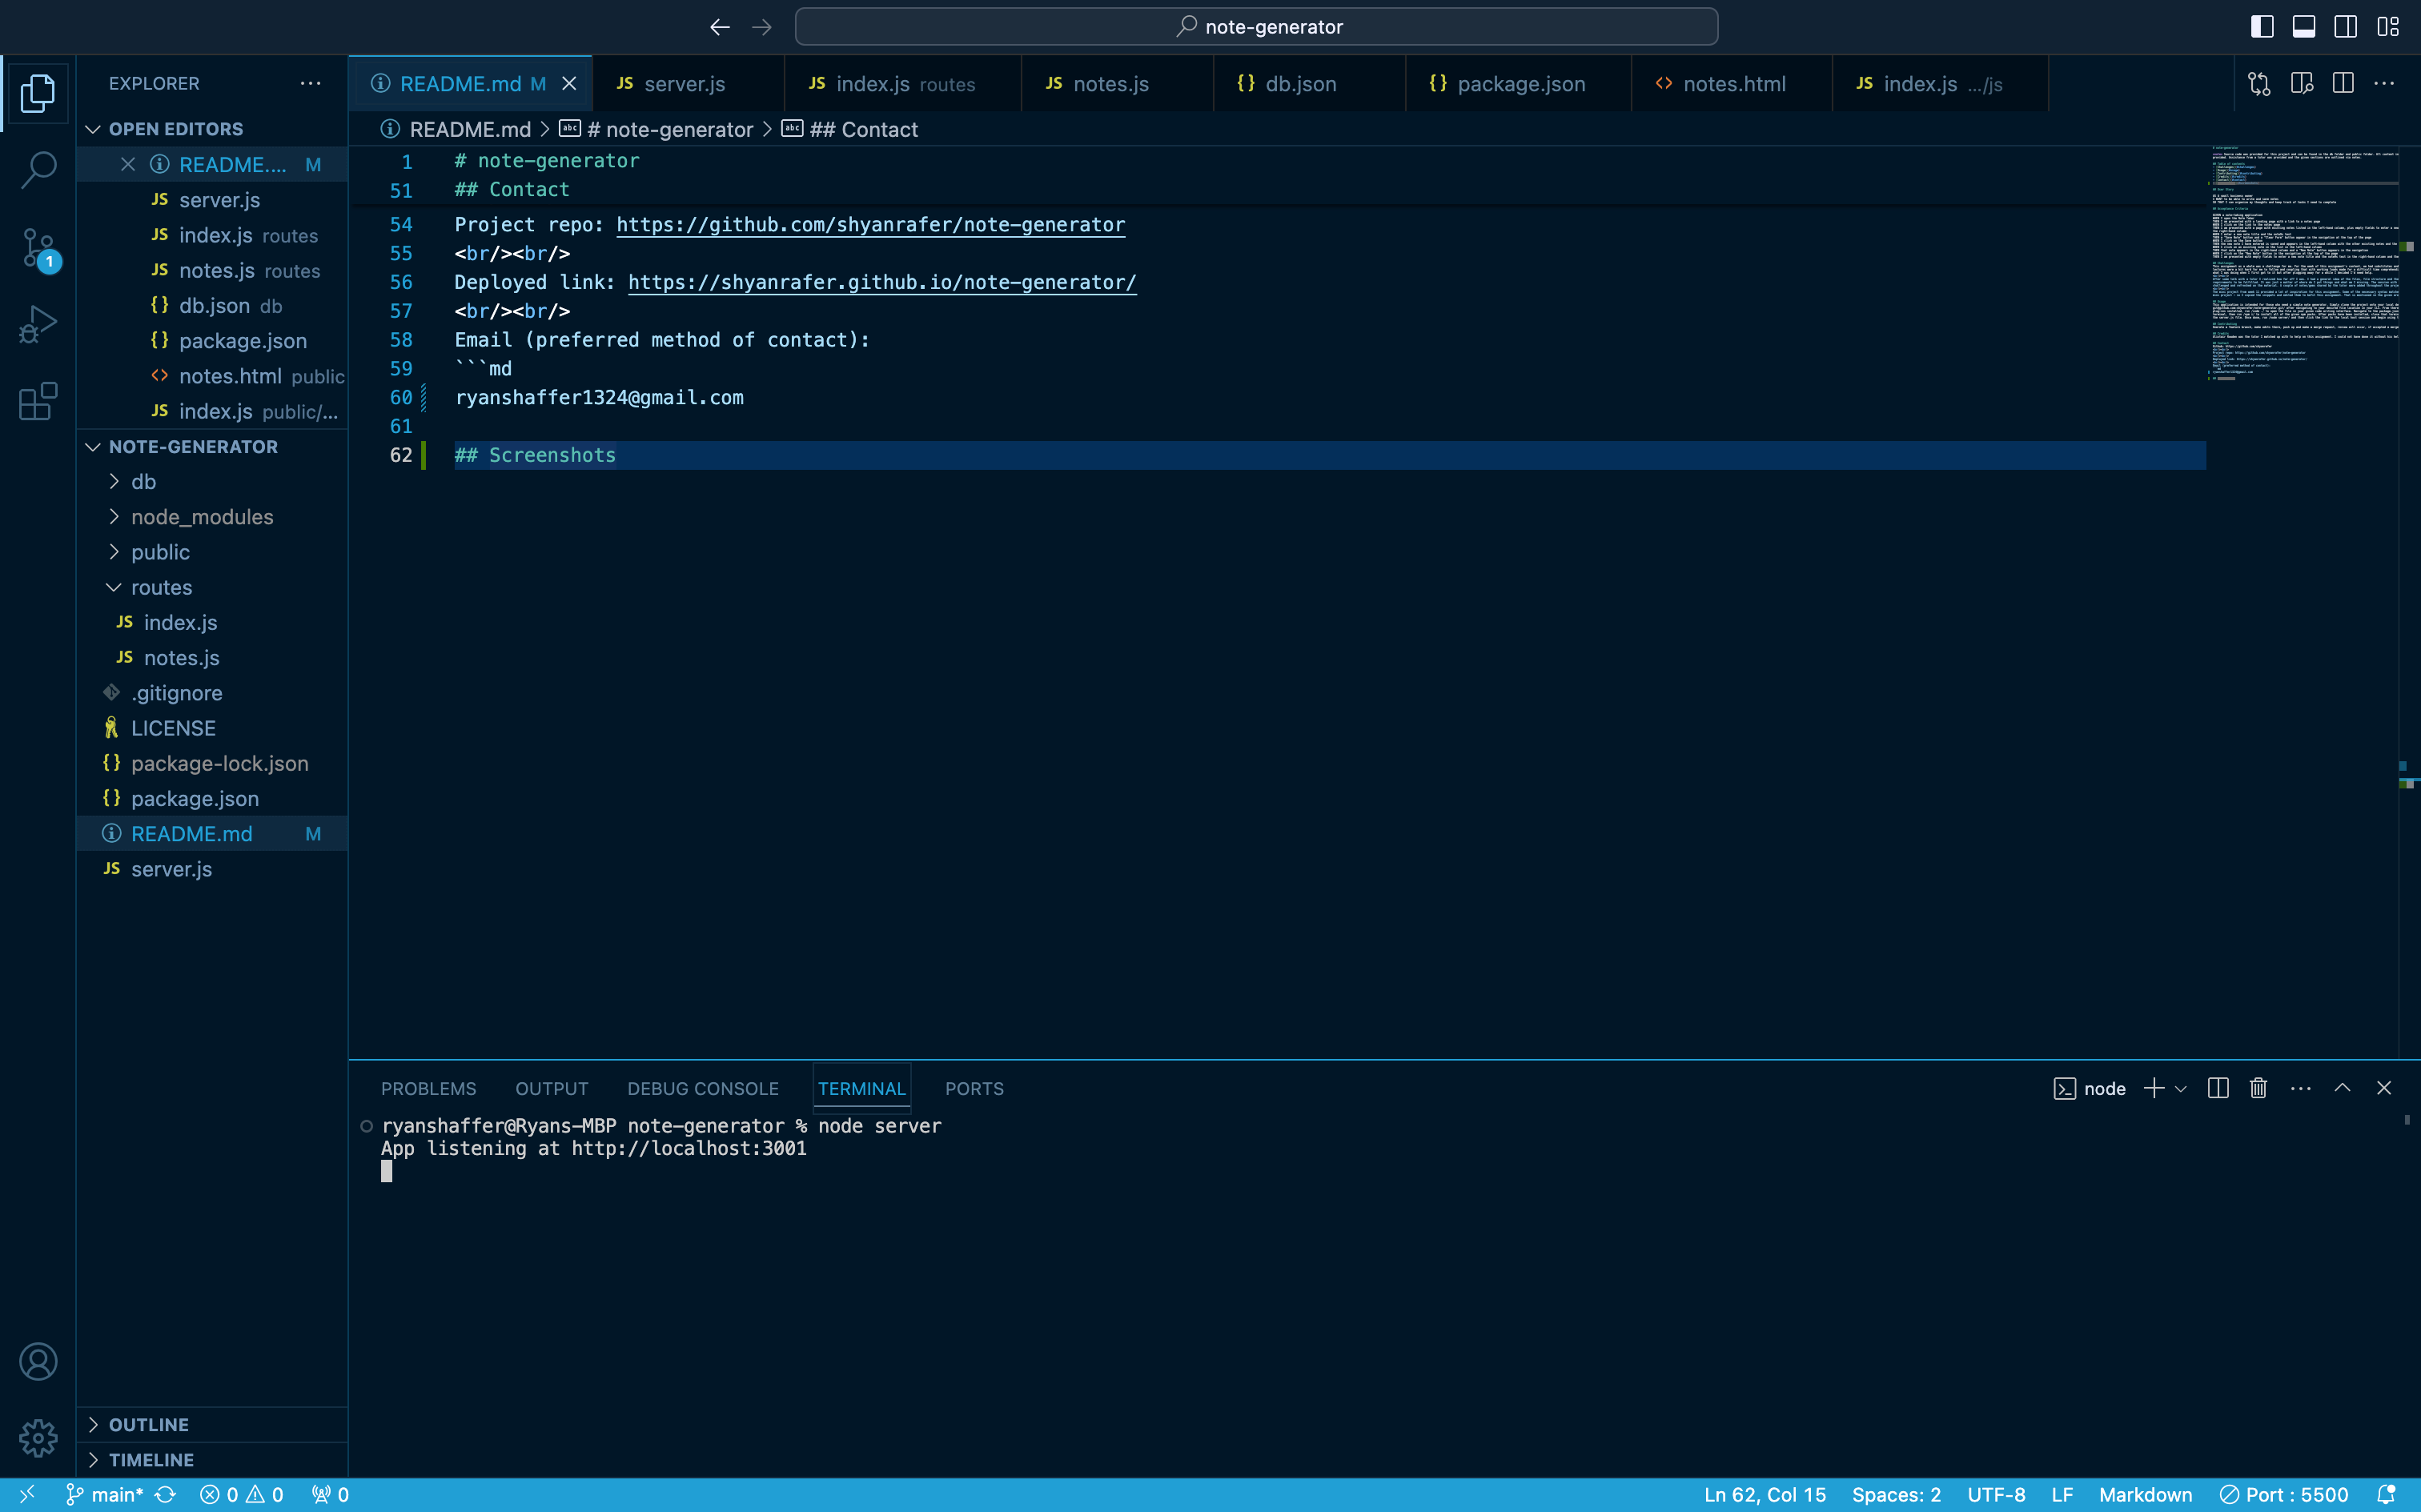 note-generator
EXPLORER
README.md M
JS server.js
JS index.js routes
JS notes.js
{} db.json
{} package.json
<> notes.html
JS index.js .../js
OPEN EDITORS
README.... M
JS server.js
JS index.js routes
JS notes.js routes
{} db.json db
{} package.json
<> notes.html public
JS index.js public/...
NOTE-GENERATOR
db
node_modules
public
routes
JS index.js
JS notes.js
.gitignore
LICENSE
{} package-lock.json
{} package.json
README.md M
JS server.js
OUTLINE
TIMELINE
1
README.md > abc # note-generator > abc ## Contact
1 # note-generator
51 ## Contact
54 Project repo: https://github.com/shyanrafer/note-generator
55 <br/><br/>
56 Deployed link: https://shyanrafer.github.io/note-generator/
57 <br/><br/>
58 Email (preferred method of contact):
59 ```md
60 ryanshaffer1324@gmail.com
61
62 ## Screenshots
PROBLEMS OUTPUT DEBUG CONSOLE TERMINAL PORTS
node
ryanshaffer@Ryans-MBP note-generator % node server
App listening at http://localhost:3001
main* 0 0 0
Ln 62, Col 15 Spaces: 2 UTF-8 LF Markdown Port : 5500